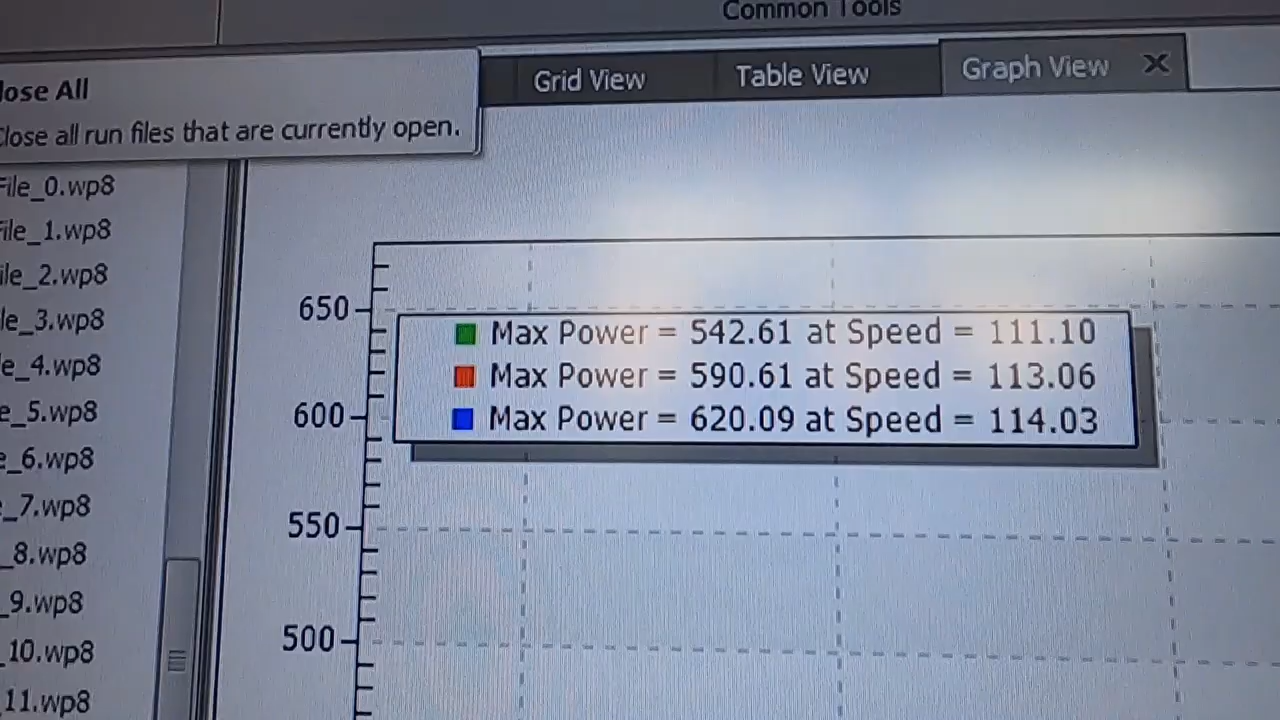 Common Tools
lose All
Close all run files that are currently open.
Grid View
Table View
Graph View
File_0.wp8
File_1.wp8
ile_2.wp8
le_3.wp8
e_4.wp8
e_5.wp8
e_6.wp8
_7.wp8
_8.wp8
_9.wp8
_10.wp8
_11.wp8
650
600
550
500
Max Power = 542.61 at Speed = 111.10
Max Power = 590.61 at Speed = 113.06
Max Power = 620.09 at Speed = 114.03